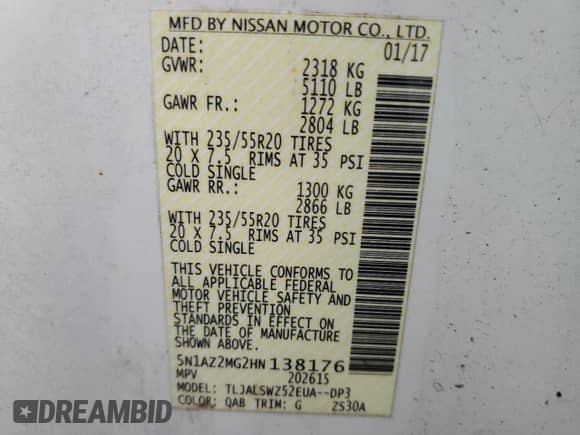 MFD BY NISSAN MOTOR CO., LTD.
DATE: 01/17
GVWR: 2318 KG
5110 LB
GAWR FR.: 1272 KG
2804 LB
WITH 235/55R20 TIRES
20 X 7.5 RIMS AT 35 PSI
COLD SINGLE
GAWR RR.: 1300 KG
2866 LB
WITH 235/55R20 TIRES
20 X 7.5 RIMS AT 35 PSI
COLD SINGLE
THIS VEHICLE CONFORMS TO
ALL APPLICABLE FEDERAL
MOTOR VEHICLE SAFETY AND
THEFT PREVENTION
STANDARDS IN EFFECT ON
THE DATE OF MANUFACTURE
SHOWN ABOVE.
5N1AZ2MG2HN138176
MPV 202615
MODEL: TLJALSWZ52EUA--DP3
COLOR: QAB TRIM: G ZS30A